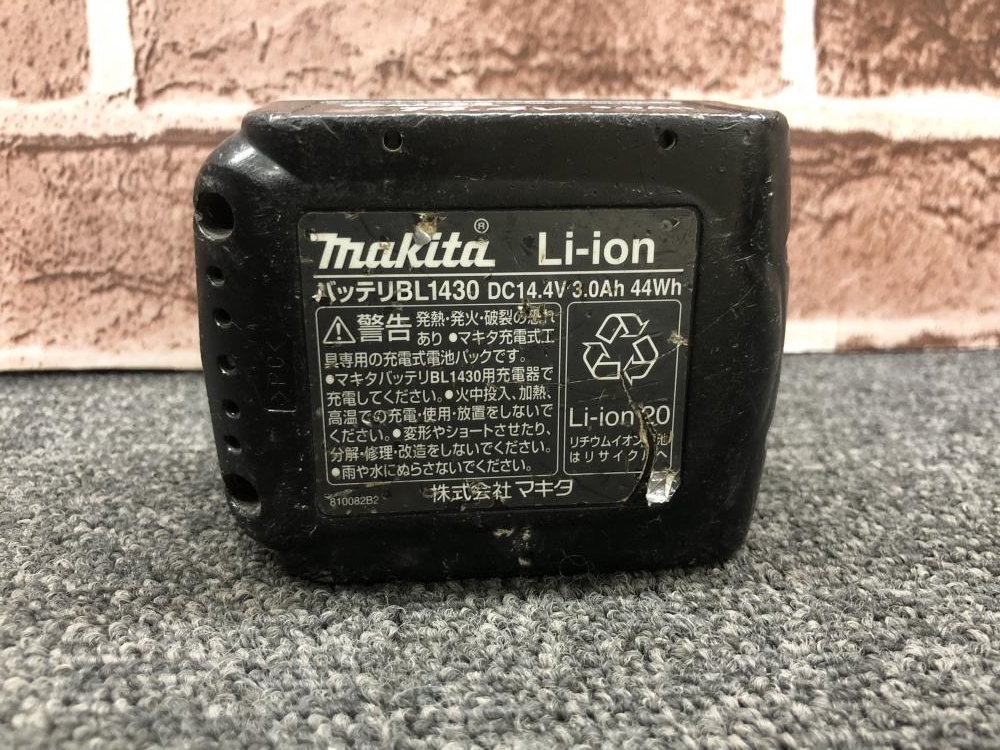 makita® Li-ion
バッテリBL1430 DC14.4V 3.0Ah 44Wh
警告 発熱・発火・破裂の恐れ
あり ●マキタ充電式工
具専用の充電式電池パックです。
●マキタバッテリBL1430用充電器で
充電してください。●火中投入、加熱、
高温での充電・使用・放置をしないで
ください。●変形やショートさせたり、
分解・修理・改造をしないでください。
●雨や水にぬらさないでください。
Li-ion 20
リチウムイオン 池
はリサイクルへ
810082B2
株式会社マキタ
>PC<